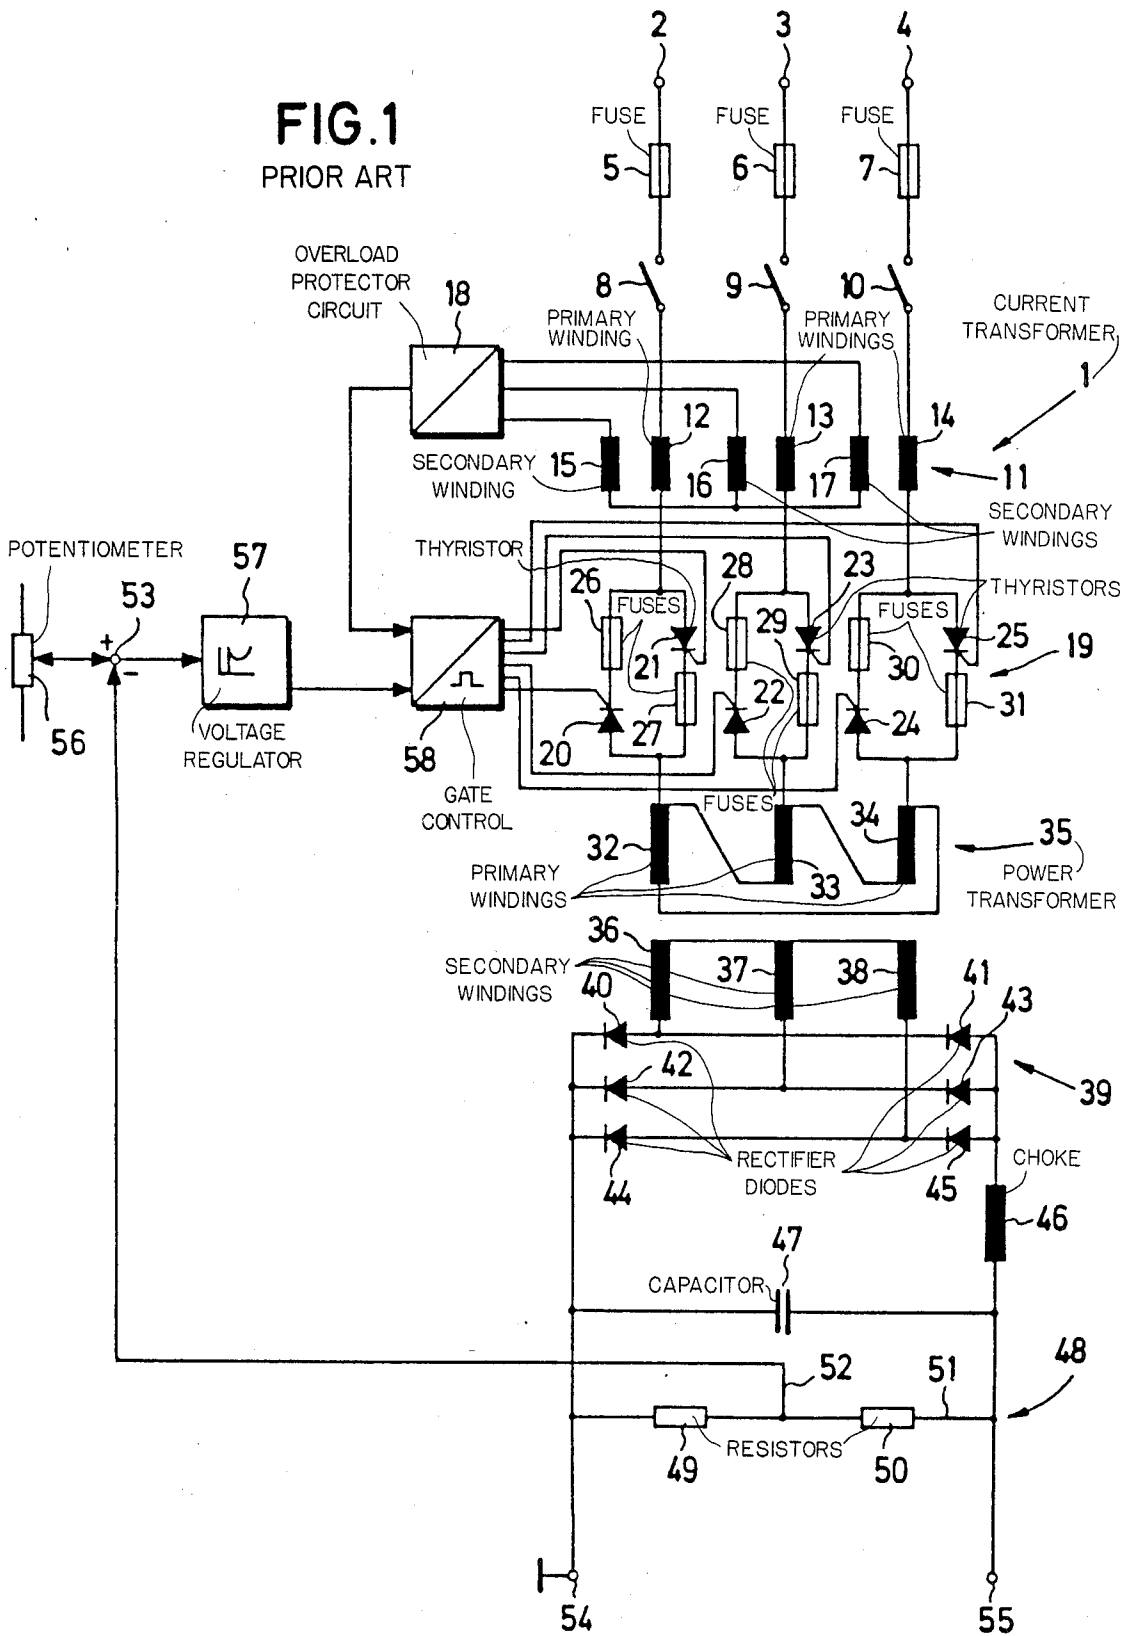 2 3 4
FIG.1
PRIOR ART
FUSE FUSE FUSE
5 6 7
OVERLOAD
PROTECTOR
CIRCUIT
18
8 9 10
PRIMARY
WINDING
PRIMARY
WINDINGS
CURRENT
TRANSFORMER
1
12 13 14
SECONDARY
WINDING
15 16 17 11
SECONDARY
WINDINGS
POTENTIOMETER
57
THYRISTOR
26 28 23
THYRISTORS
53
+
-
FUSES FUSES
21 29 30 25 19
56
VOLTAGE
REGULATOR
58
20 27 22 24 31
GATE
CONTROL
FUSES
32 34 35
33
PRIMARY
WINDINGS
POWER
TRANSFORMER
36 37 38
SECONDARY
WINDINGS
40 41 43
42 39
44 45
RECTIFIER
DIODES
CHOKE
46
47
CAPACITOR
52 51 48
RESISTORS
49 50
54 55